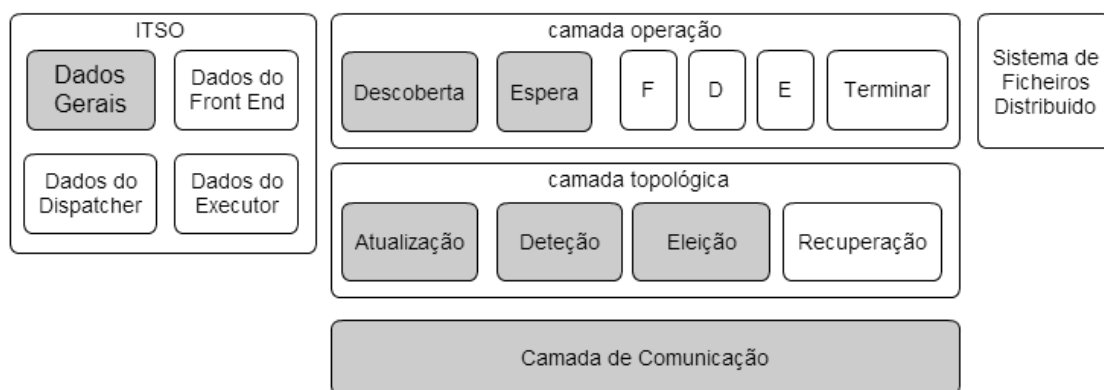 ITSO
Dados
Gerais
Dados do
Front End
Dados do
Dispatcher
Dados do
Executor
camada operação
Descoberta
Espera
F
D
E
Terminar
camada topológica
Atualização
Deteção
Eleição
Recuperação
Camada de Comunicação
Sistema de
Ficheiros
Distribuido